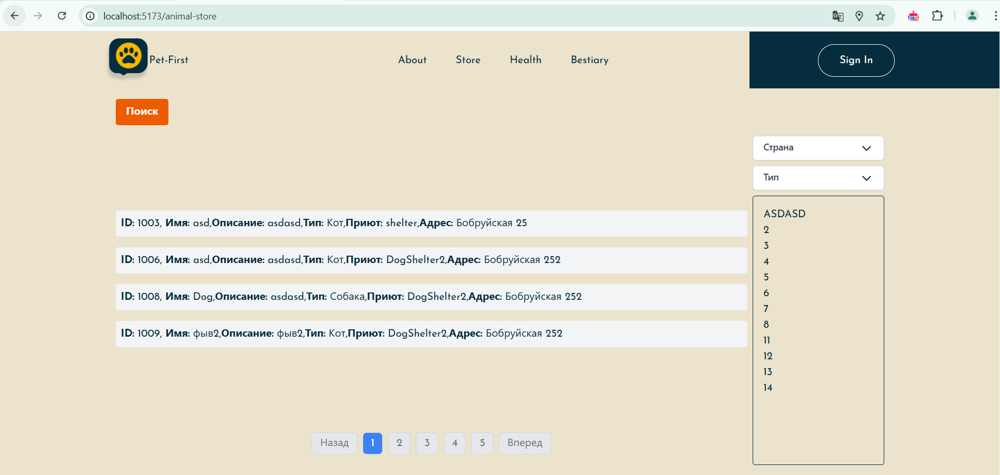 localhost:5173/animal-store
Pet-First
About
Store
Health
Bestiary
Sign In
Поиск
Страна
Тип
ID: 1003, Имя: asd,Описание: asdasd,Тип: Кот,Приют: shelter,Адрес: Бобруйская 25
ID: 1006, Имя: asd,Описание: asdasd,Тип: Кот,Приют: DogShelter2,Адрес: Бобруйская 252
ID: 1008, Имя: Dog,Описание: asdasd,Тип: Собака,Приют: DogShelter2,Адрес: Бобруйская 252
ID: 1009, Имя: фыв2,Описание: фыв2,Тип: Кот,Приют: DogShelter2,Адрес: Бобруйская 252
ASDASD
2
3
4
5
6
7
8
11
12
13
14
Назад 1 2 3 4 5 Вперед